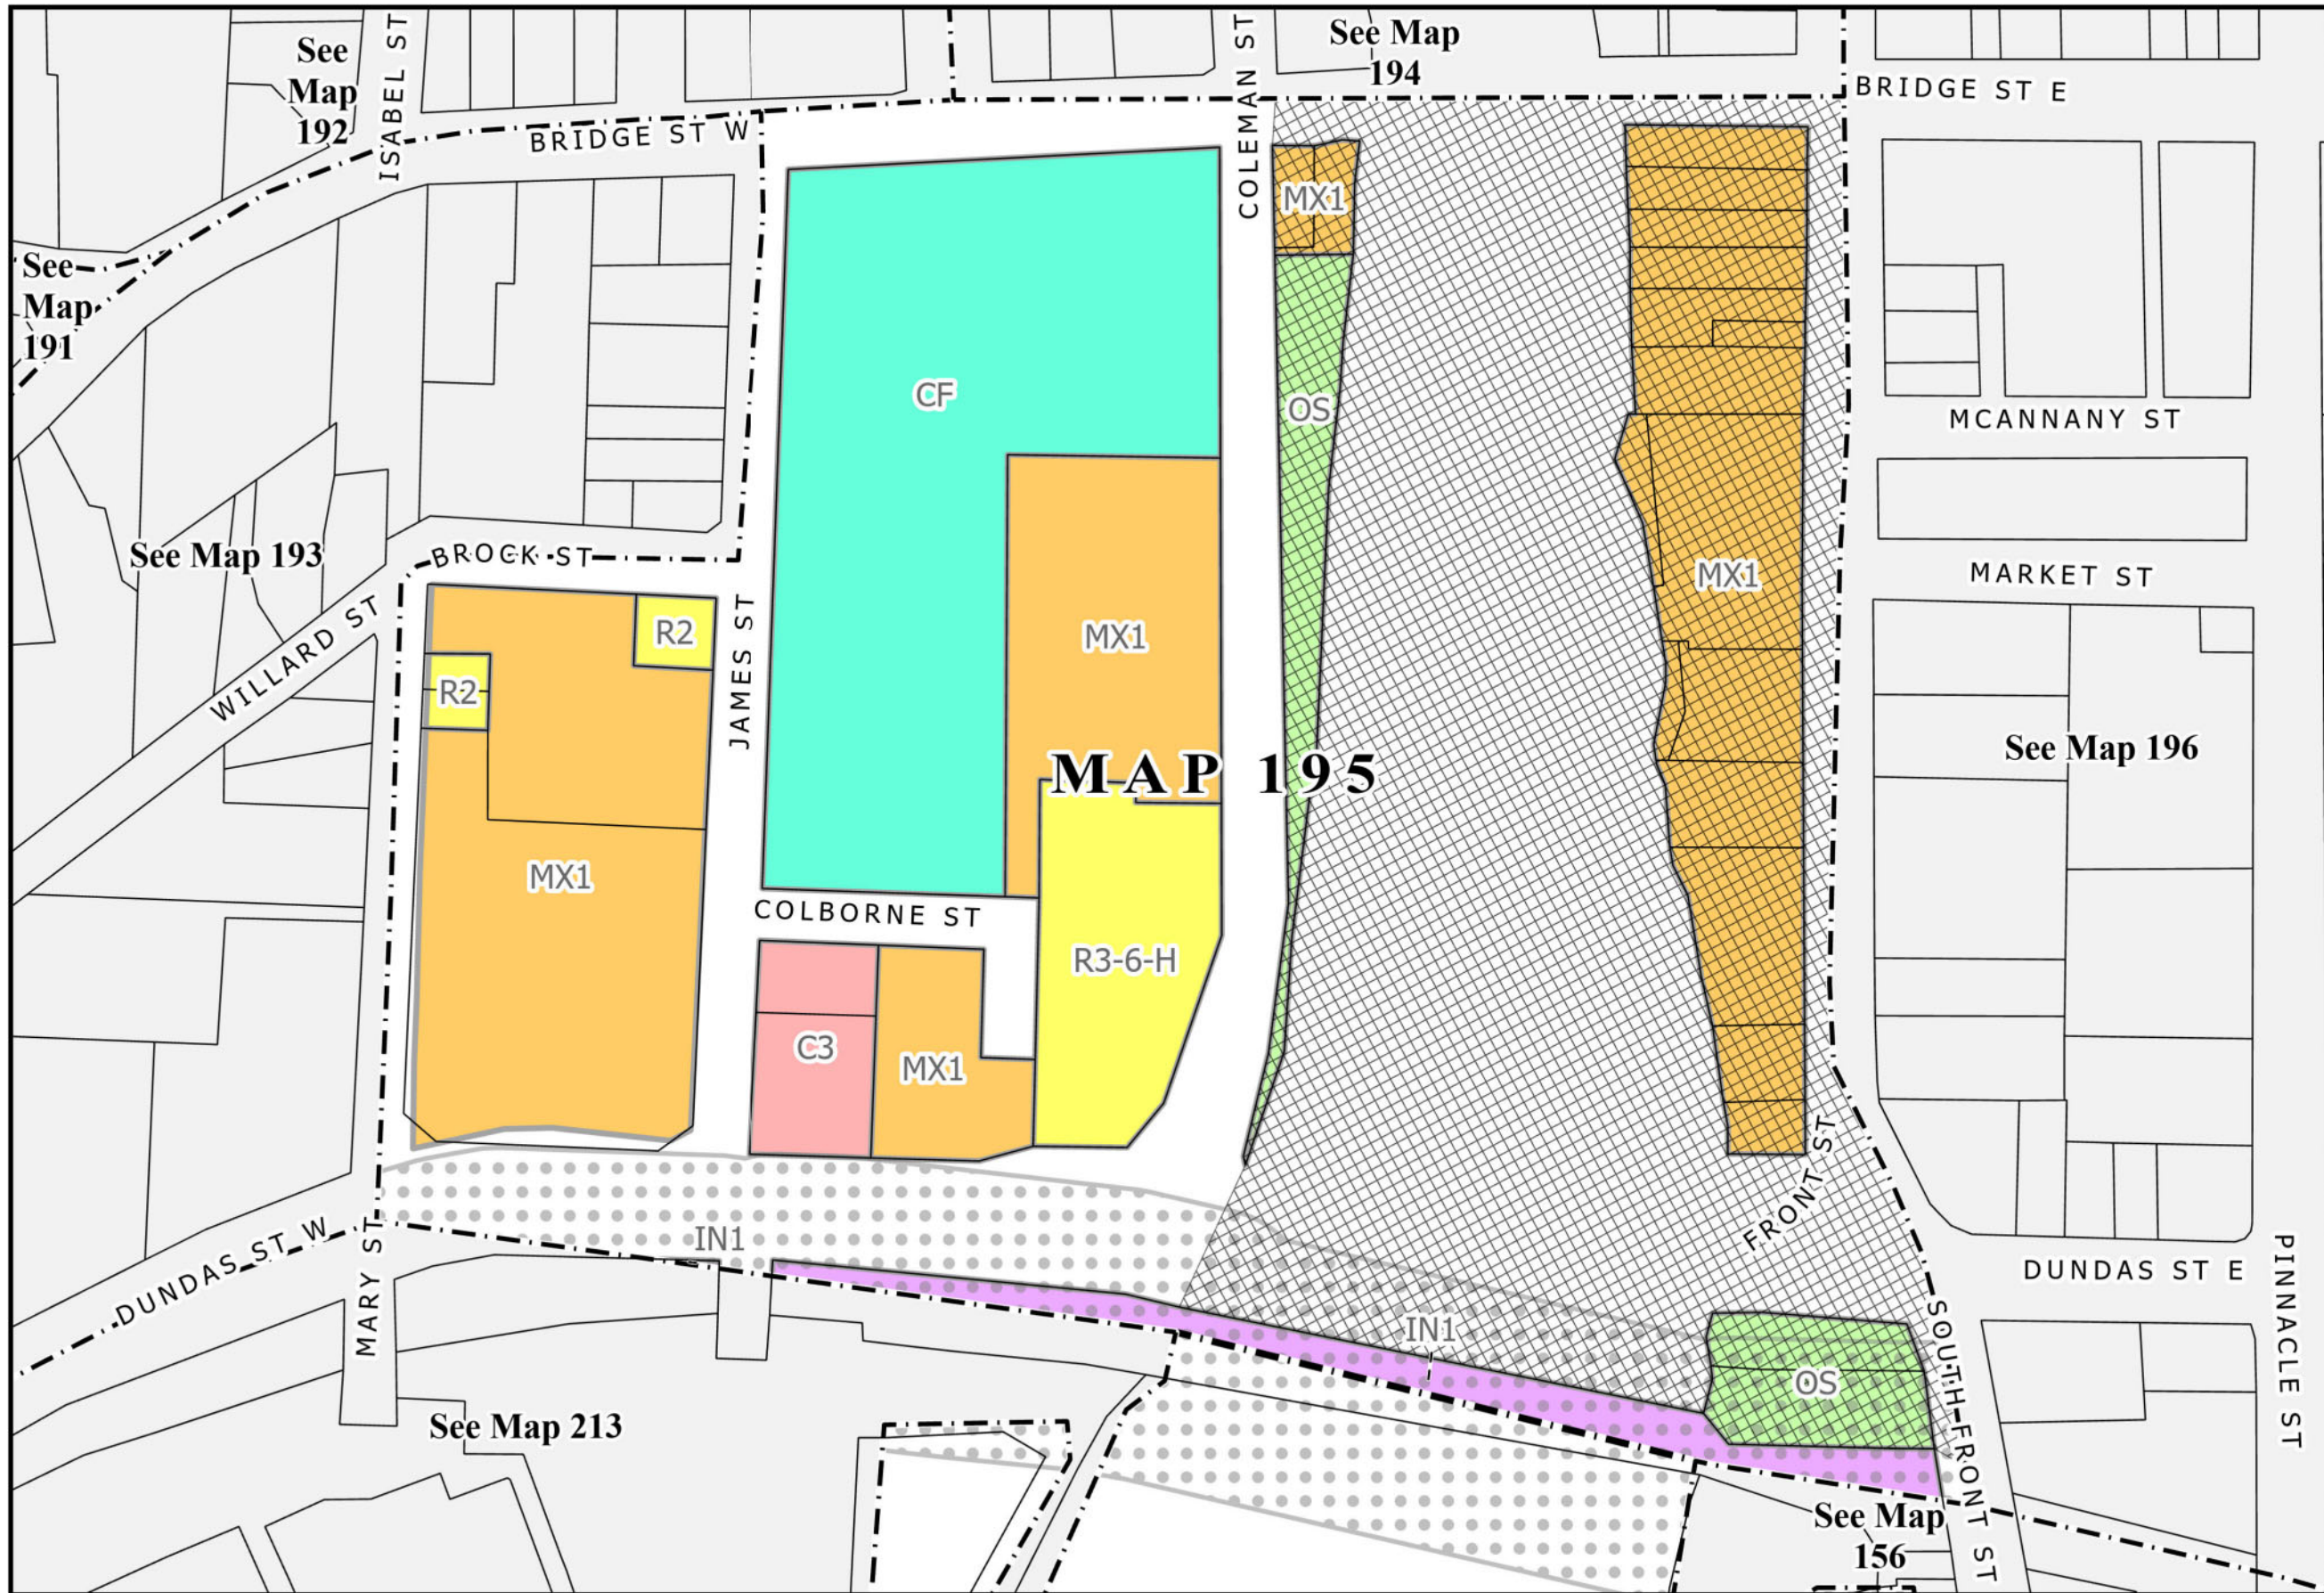 See
Map
192
ISABEL ST
BRIDGE ST W
COLEMAN ST
See Map
194
BRIDGE ST E
See
Map
191
MX1
CF
OS
MCANNANY ST
See Map 193
BROCK ST
MARKET ST
MX1
WILLARD ST
R2
R2
JAMES ST
MX1
MAP 195
See Map 196
MX1
COLBORNE ST
R3-6-H
C3
MX1
FRONT ST
IN1
DUNDAS ST W
MARY ST
DUNDAS ST E
PINNACLE ST
IN1
OS
SOUTH FRONT ST
See Map 213
See Map
156